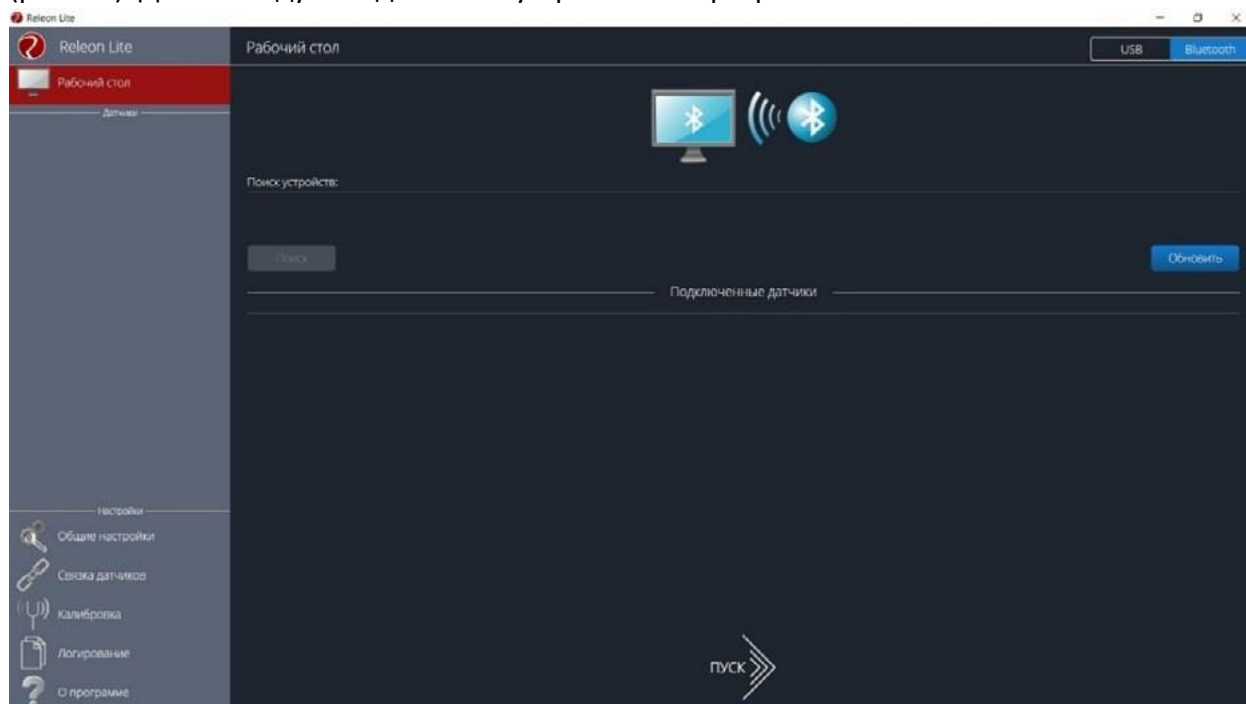 Releon Lite
Releon Lite
Рабочий стол
USB
Bluetooth
Рабочий стол
Датчики
Поиск устройств:
Поиск
Обновить
Подключенные датчики
Настройки
Общие настройки
Связка датчиков
Калибровка
Логирование
О программе
ПУСК